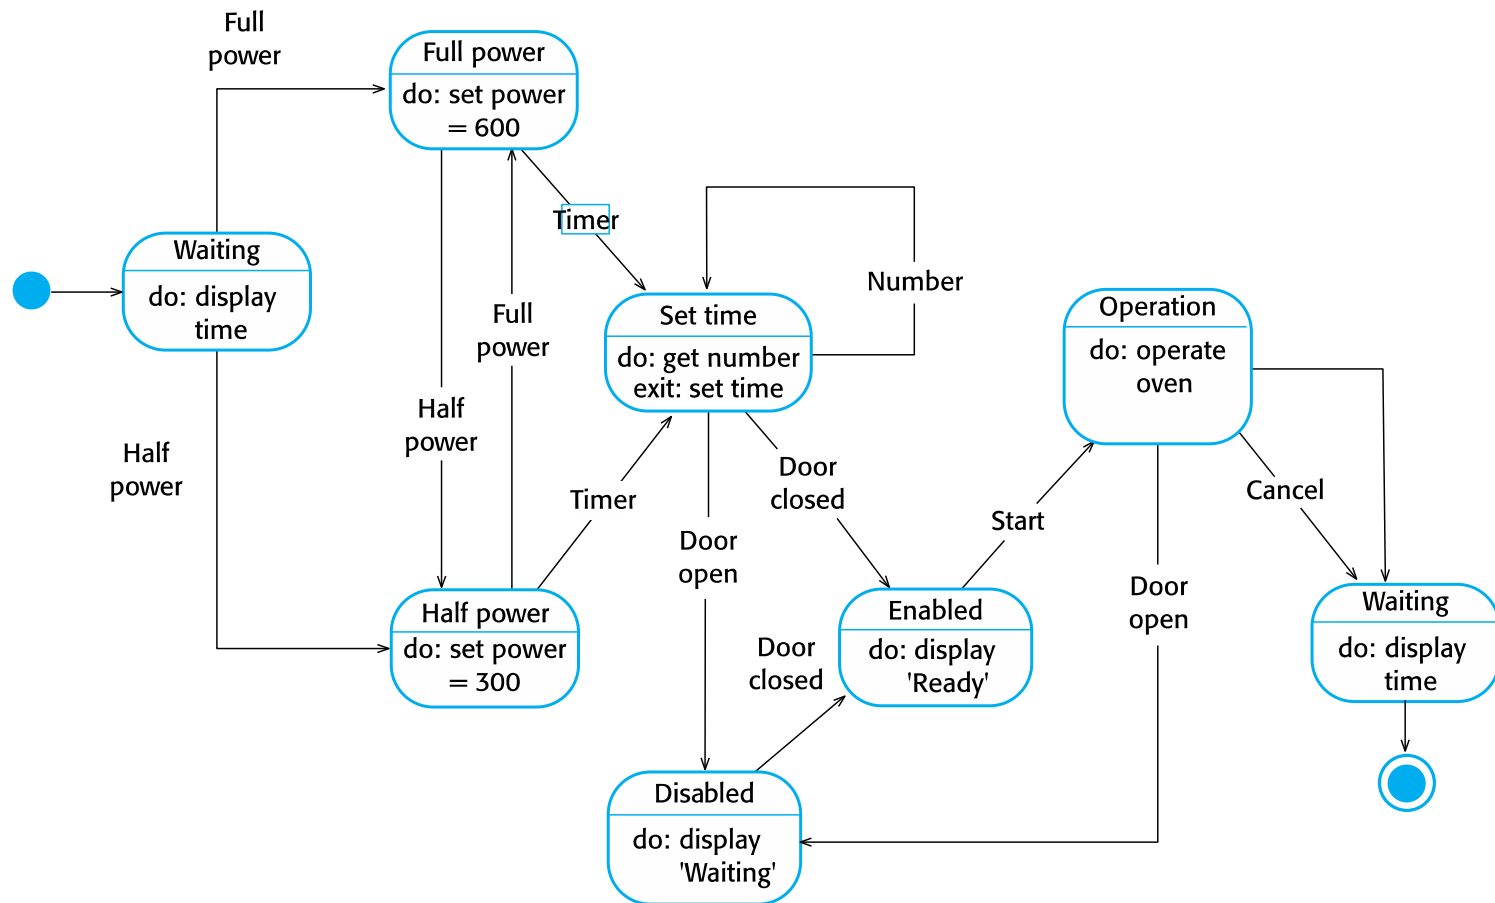 Full
power
Full power
do: set power
= 600
Timer
Waiting
do: display
time
Number
Full
power
Set time
do: get number
exit: set time
Operation
do: operate
oven
Half
power
Half
power
Timer
Door
closed
Cancel
Start
Door
open
Door
open
Half power
do: set power
= 300
Enabled
do: display
'Ready'
Door
closed
Waiting
do: display
time
Disabled
do: display
'Waiting'